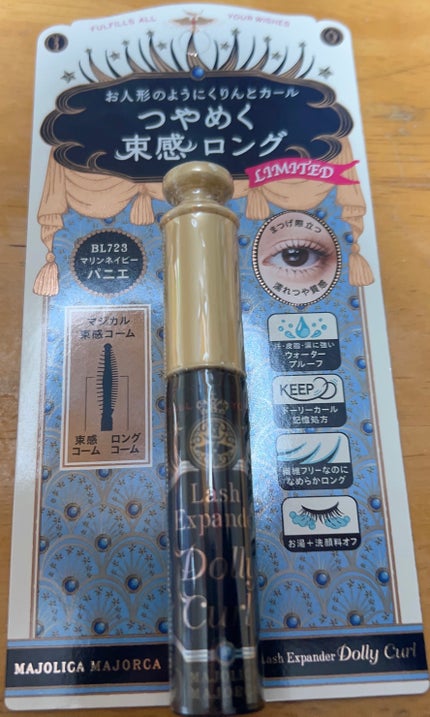 FULFILLS ALL YOUR WISHES
お人形のようにくりんとカール
つやめく
束感ロング
LIMITED
BL723
マリンネイビー
パニエ
まつげ際立つ
濡れつや質感
マジカル
束感コーム
束感
コーム
ロング
コーム
汗・皮脂・涙に強い
ウォーター
プルーフ
KEEP
ドーリーカール
記憶処方
繊維フリーなのに
なめらかロング
お湯+洗顔料オフ
Lash
Expander
Dolly
Curl
MAJOLICA
MAJORCA
MAJOLICA MAJORCA
Lash Expander Dolly Curl